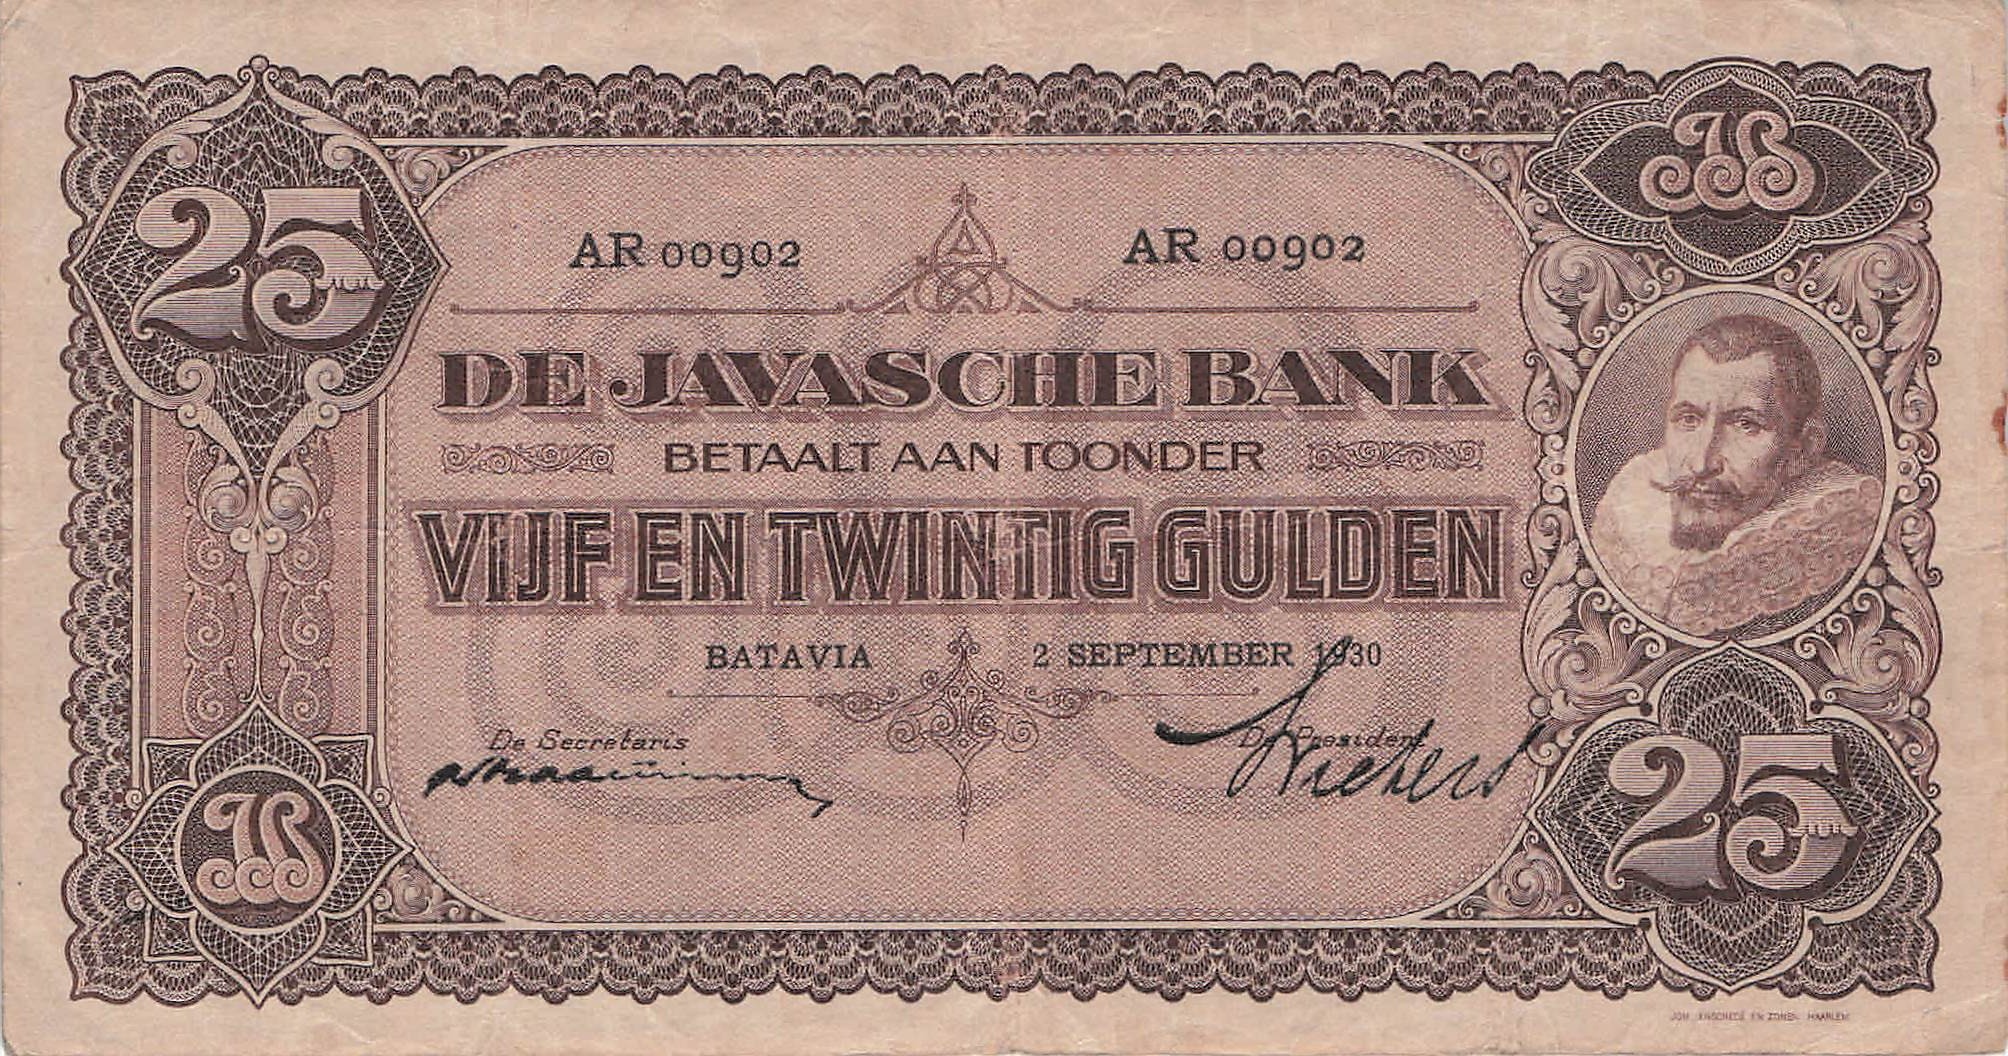 25
JB
AR 00902 AR 00902
DE JAVASCHE BANK
BETAALT AAN TOONDER
VIJF EN TWINTIG GULDEN
BATAVIA 2 SEPTEMBER 1930
De Secretaris De President
JB
25
JOH. ENSCHEDÉ EN ZONEN. HAARLEM